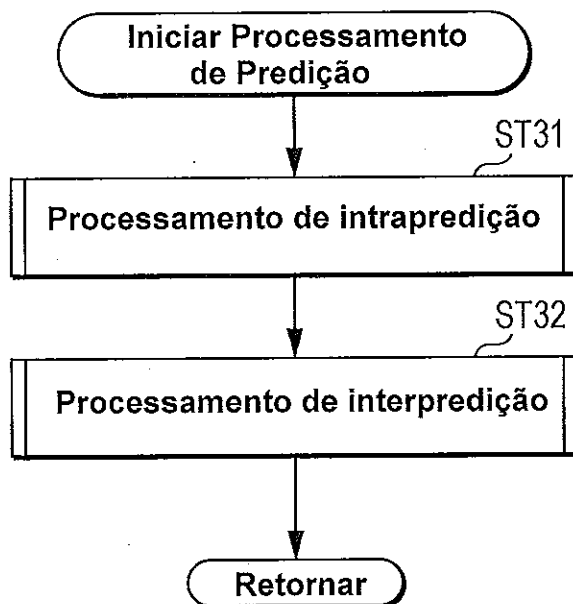 Iniciar Processamento
de Predição
ST31
Processamento de intrapredição
ST32
Processamento de interpredição
Retornar